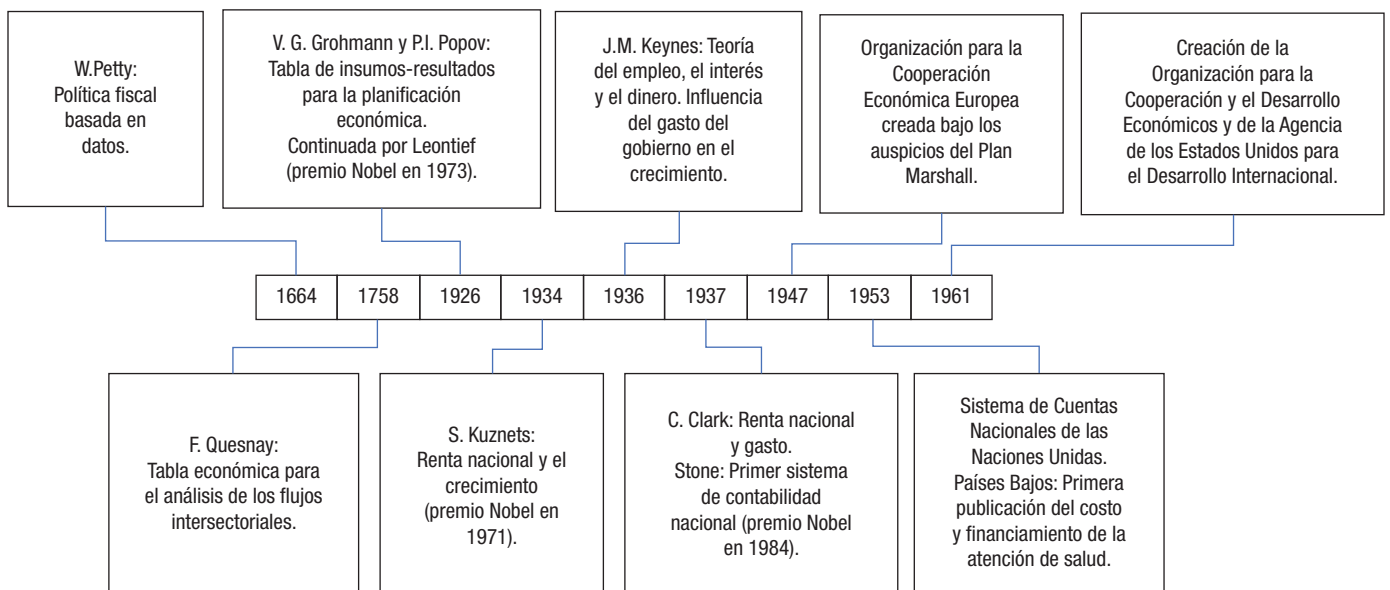 W.Petty:
Política fiscal
basada en
datos.
V. G. Grohmann y P.I. Popov:
Tabla de insumos-resultados
para la planificación
económica.
Continuada por Leontief
(premio Nobel en 1973).
J.M. Keynes: Teoría
del empleo, el interés
y el dinero. Influencia
del gasto del
gobierno en el
crecimiento.
Organización para la
Cooperación
Económica Europea
creada bajo los
auspicios del Plan
Marshall.
Creación de la
Organización para la
Cooperación y el Desarrollo
Económicos y de la Agencia
de los Estados Unidos para
el Desarrollo Internacional.
1664 1758 1926 1934 1936 1937 1947 1953 1961
F. Quesnay:
Tabla económica para
el análisis de los flujos
intersectoriales.
S. Kuznets:
Renta nacional y el
crecimiento
(premio Nobel en
1971).
C. Clark: Renta nacional
y gasto.
Stone: Primer sistema
de contabilidad
nacional (premio Nobel
en 1984).
Sistema de Cuentas
Nacionales de las
Naciones Unidas.
Países Bajos: Primera
publicación del costo
y financiamiento de la
atención de salud.